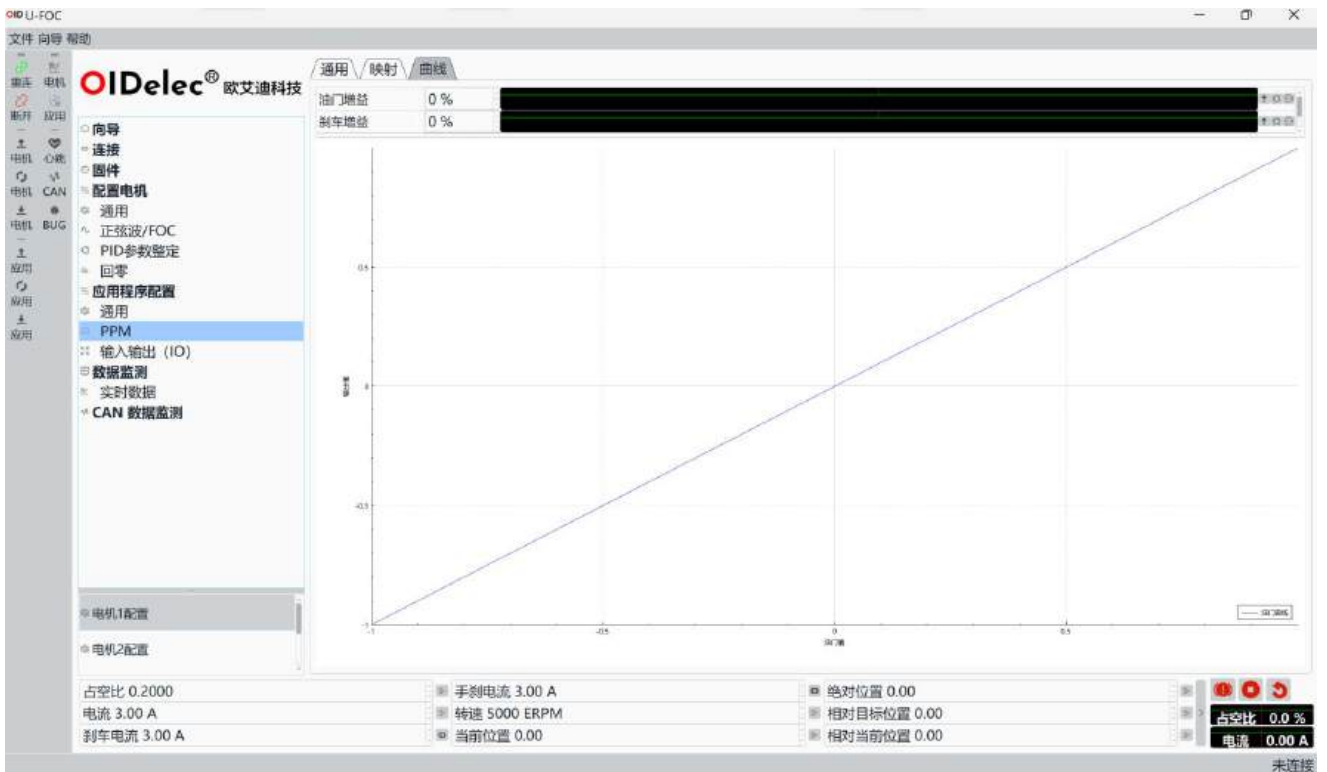 OID U-FOC
文件 向导 帮助
重连 电机
断开 应用
电机 心跳
电机 CAN
电机 BUG
应用
应用
应用
OIDelec® 欧艾迪科技
向导
连接
固件
配置电机
通用
正弦波/FOC
PID参数整定
回零
应用程序配置
通用
PPM
输入输出（IO）
数据监测
实时数据
CAN 数据监测
电机1配置
电机2配置
通用 映射 曲线
油门增益 0 %
刹车增益 0 %
0.5
0
-0.5
-1
-1 -0.5 0 0.5
油门值
油门曲线
占空比 0.2000
手刹电流 3.00 A
绝对位置 0.00
电流 3.00 A
转速 5000 ERPM
相对目标位置 0.00
刹车电流 3.00 A
当前位置 0.00
相对当前位置 0.00
占空比 0.0 %
电流 0.00 A
未连接